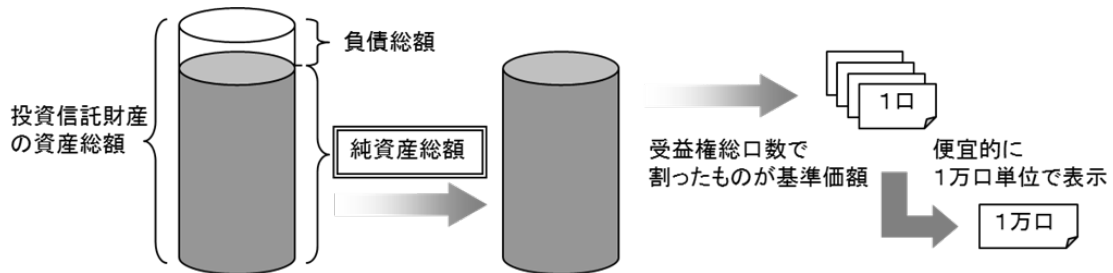 負債総額
投資信託財産
の資産総額
純資産総額
受益権総口数で
割ったものが基準価額
1口
便宜的に
1万口単位で表示
1万口